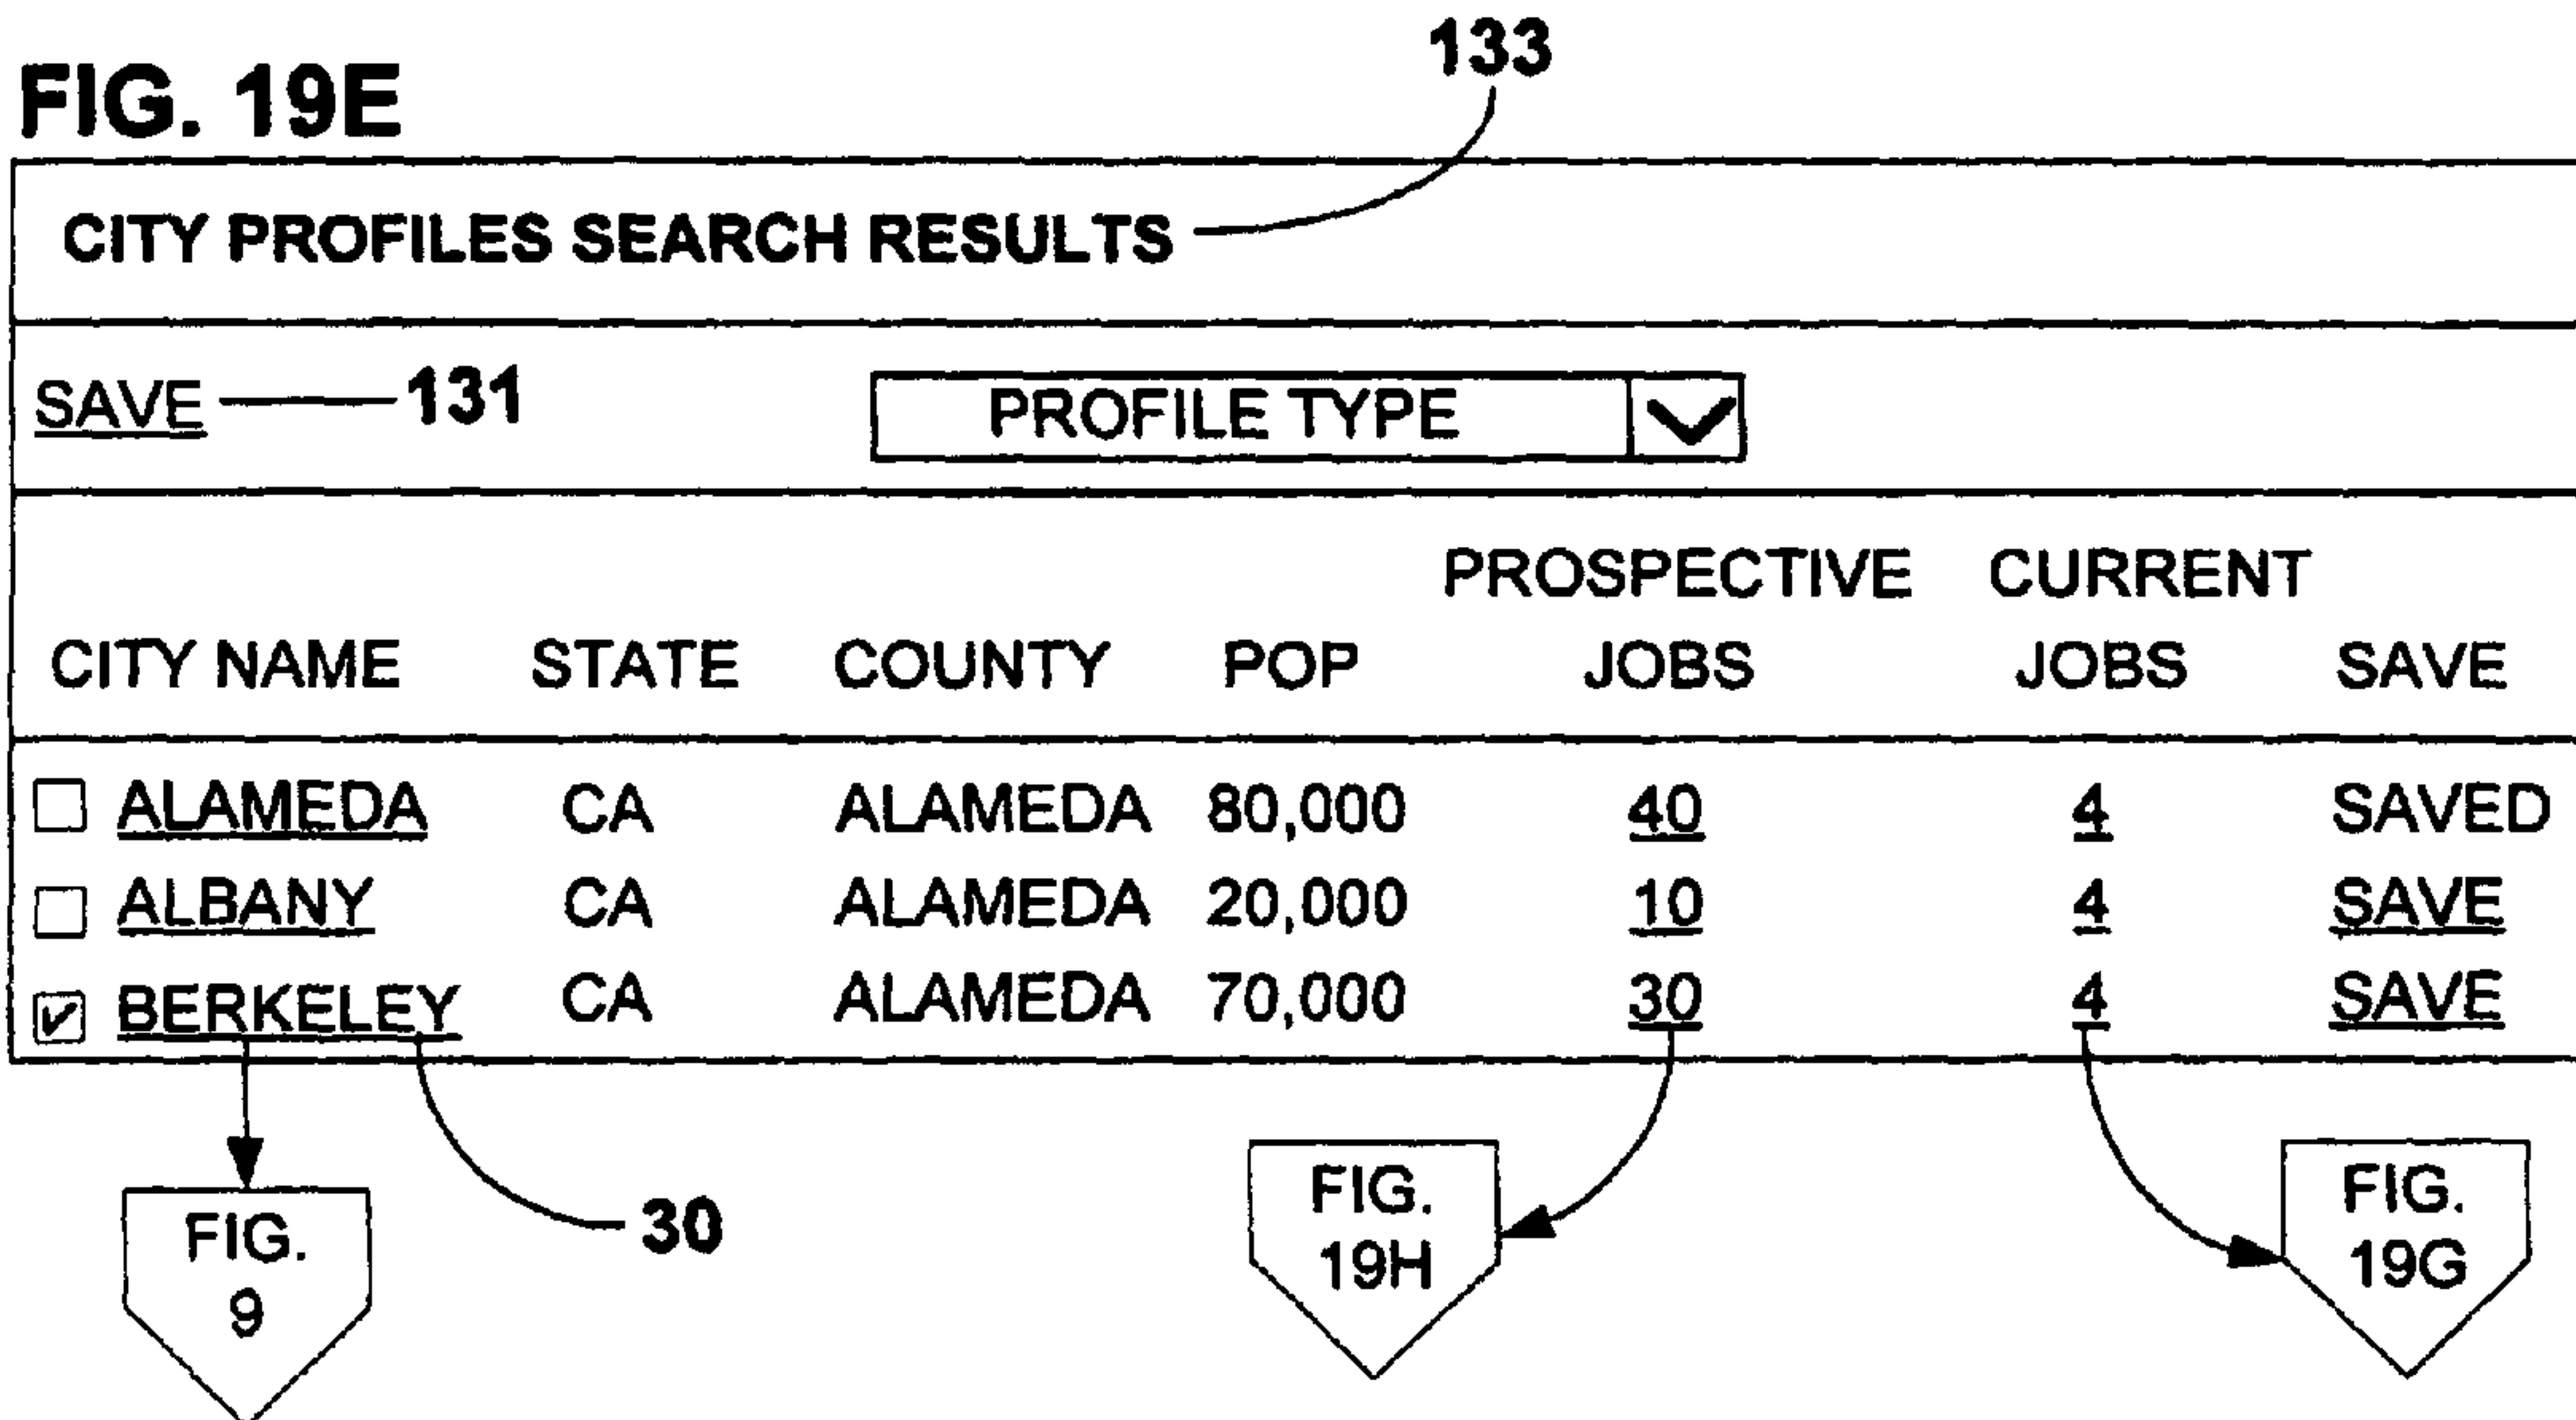 133
FIG. 19E
CITY PROFILES SEARCH RESULTS
SAVE 131 PROFILE TYPE
PROSPECTIVE CURRENT
CITY NAME STATE COUNTY POP JOBS JOBS SAVE
ALAMEDA CA ALAMEDA 80,000 40 4 SAVED
ALBANY CA ALAMEDA 20,000 10 4 SAVE
BERKELEY CA ALAMEDA 70,000 30 4 SAVE
FIG.
9
30
FIG.
19H
FIG.
19G